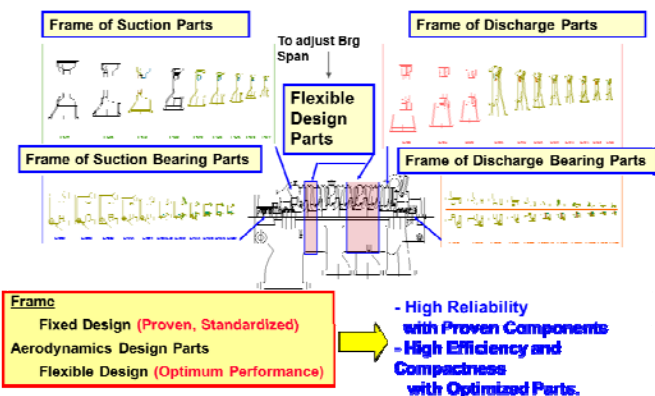 Frame of Suction Parts
Frame of Discharge Parts
To adjust Brg
Span
Flexible
Design
Parts
Frame of Suction Bearing Parts
Frame of Discharge Bearing Parts
Frame
Fixed Design (Proven, Standardized)
Aerodynamics Design Parts
Flexible Design (Optimum Performance)
- High Reliability
with Proven Components
- High Efficiency and
Compactness
with Optimized Parts.